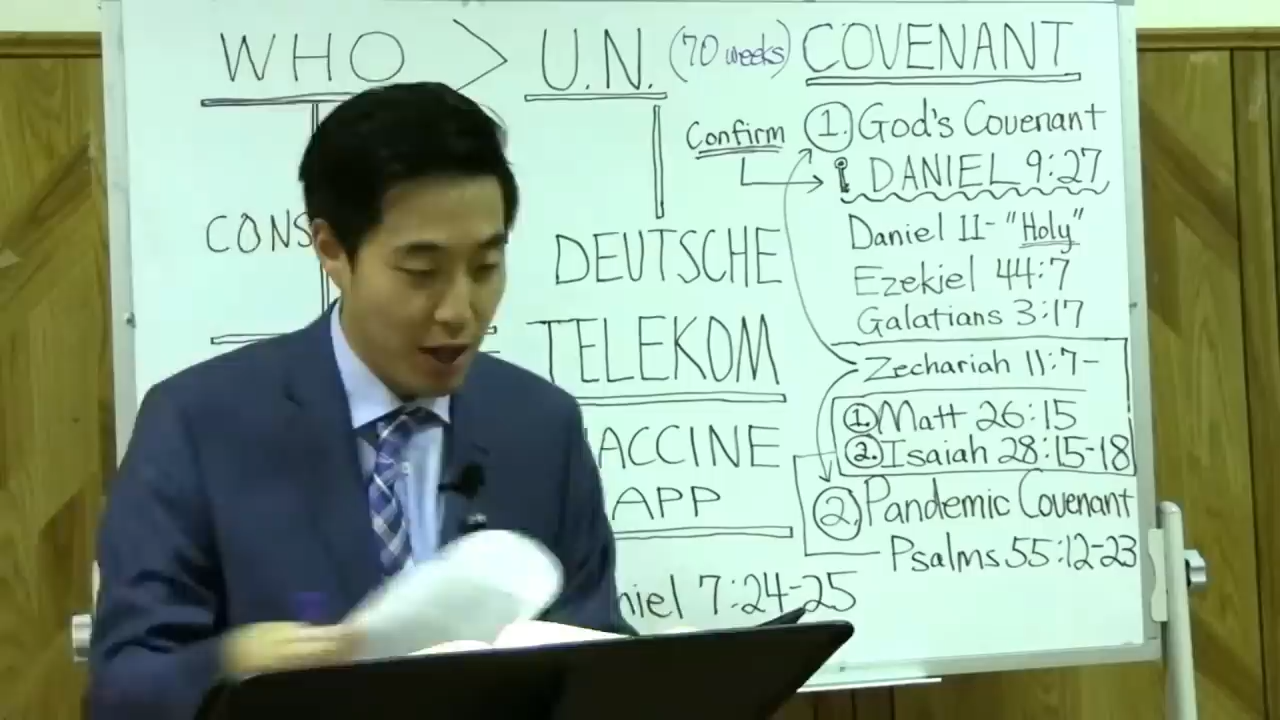 WHO > U.N. (70 weeks) COVENANT
Confirm
① God's Covenant
DANIEL 9:27
Daniel 11- "Holy"
Ezekiel 44:7
Galatians 3:17
Zechariah 11:7-
① Matt 26:15
②. Isaiah 28:15-18
② Pandemic Covenant
Psalms 55:12-23
CONS
DEUTSCHE
TELEKOM
ACCINE
APP
niel 7:24-25